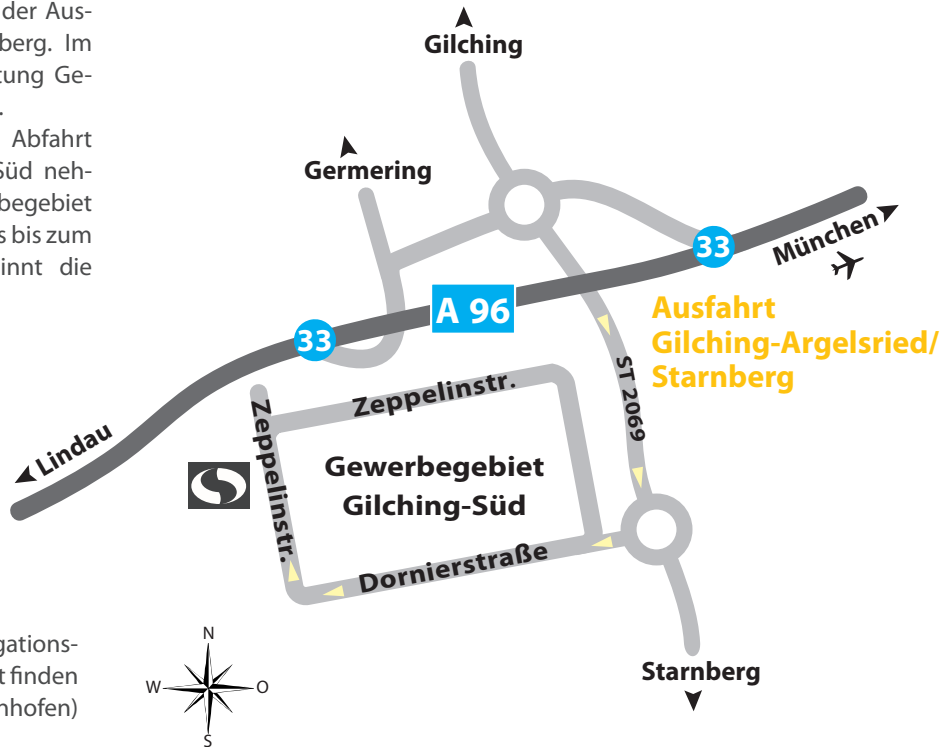 der Aus-
berg. Im
tung Ge-
.
Abfahrt
Süd neh-
begebiet
s bis zum
innt die
Gilching
Germering
33
München
A 96
33
Ausfahrt
Gilching-Argelsried/
Starnberg
ST 2069
Zeppelinstr.
Zeppelinstr.
Lindau
Gewerbegebiet
Gilching-Süd
Dornierstraße
Starnberg
gations-
t finden
nhofen)
N
W
O
S